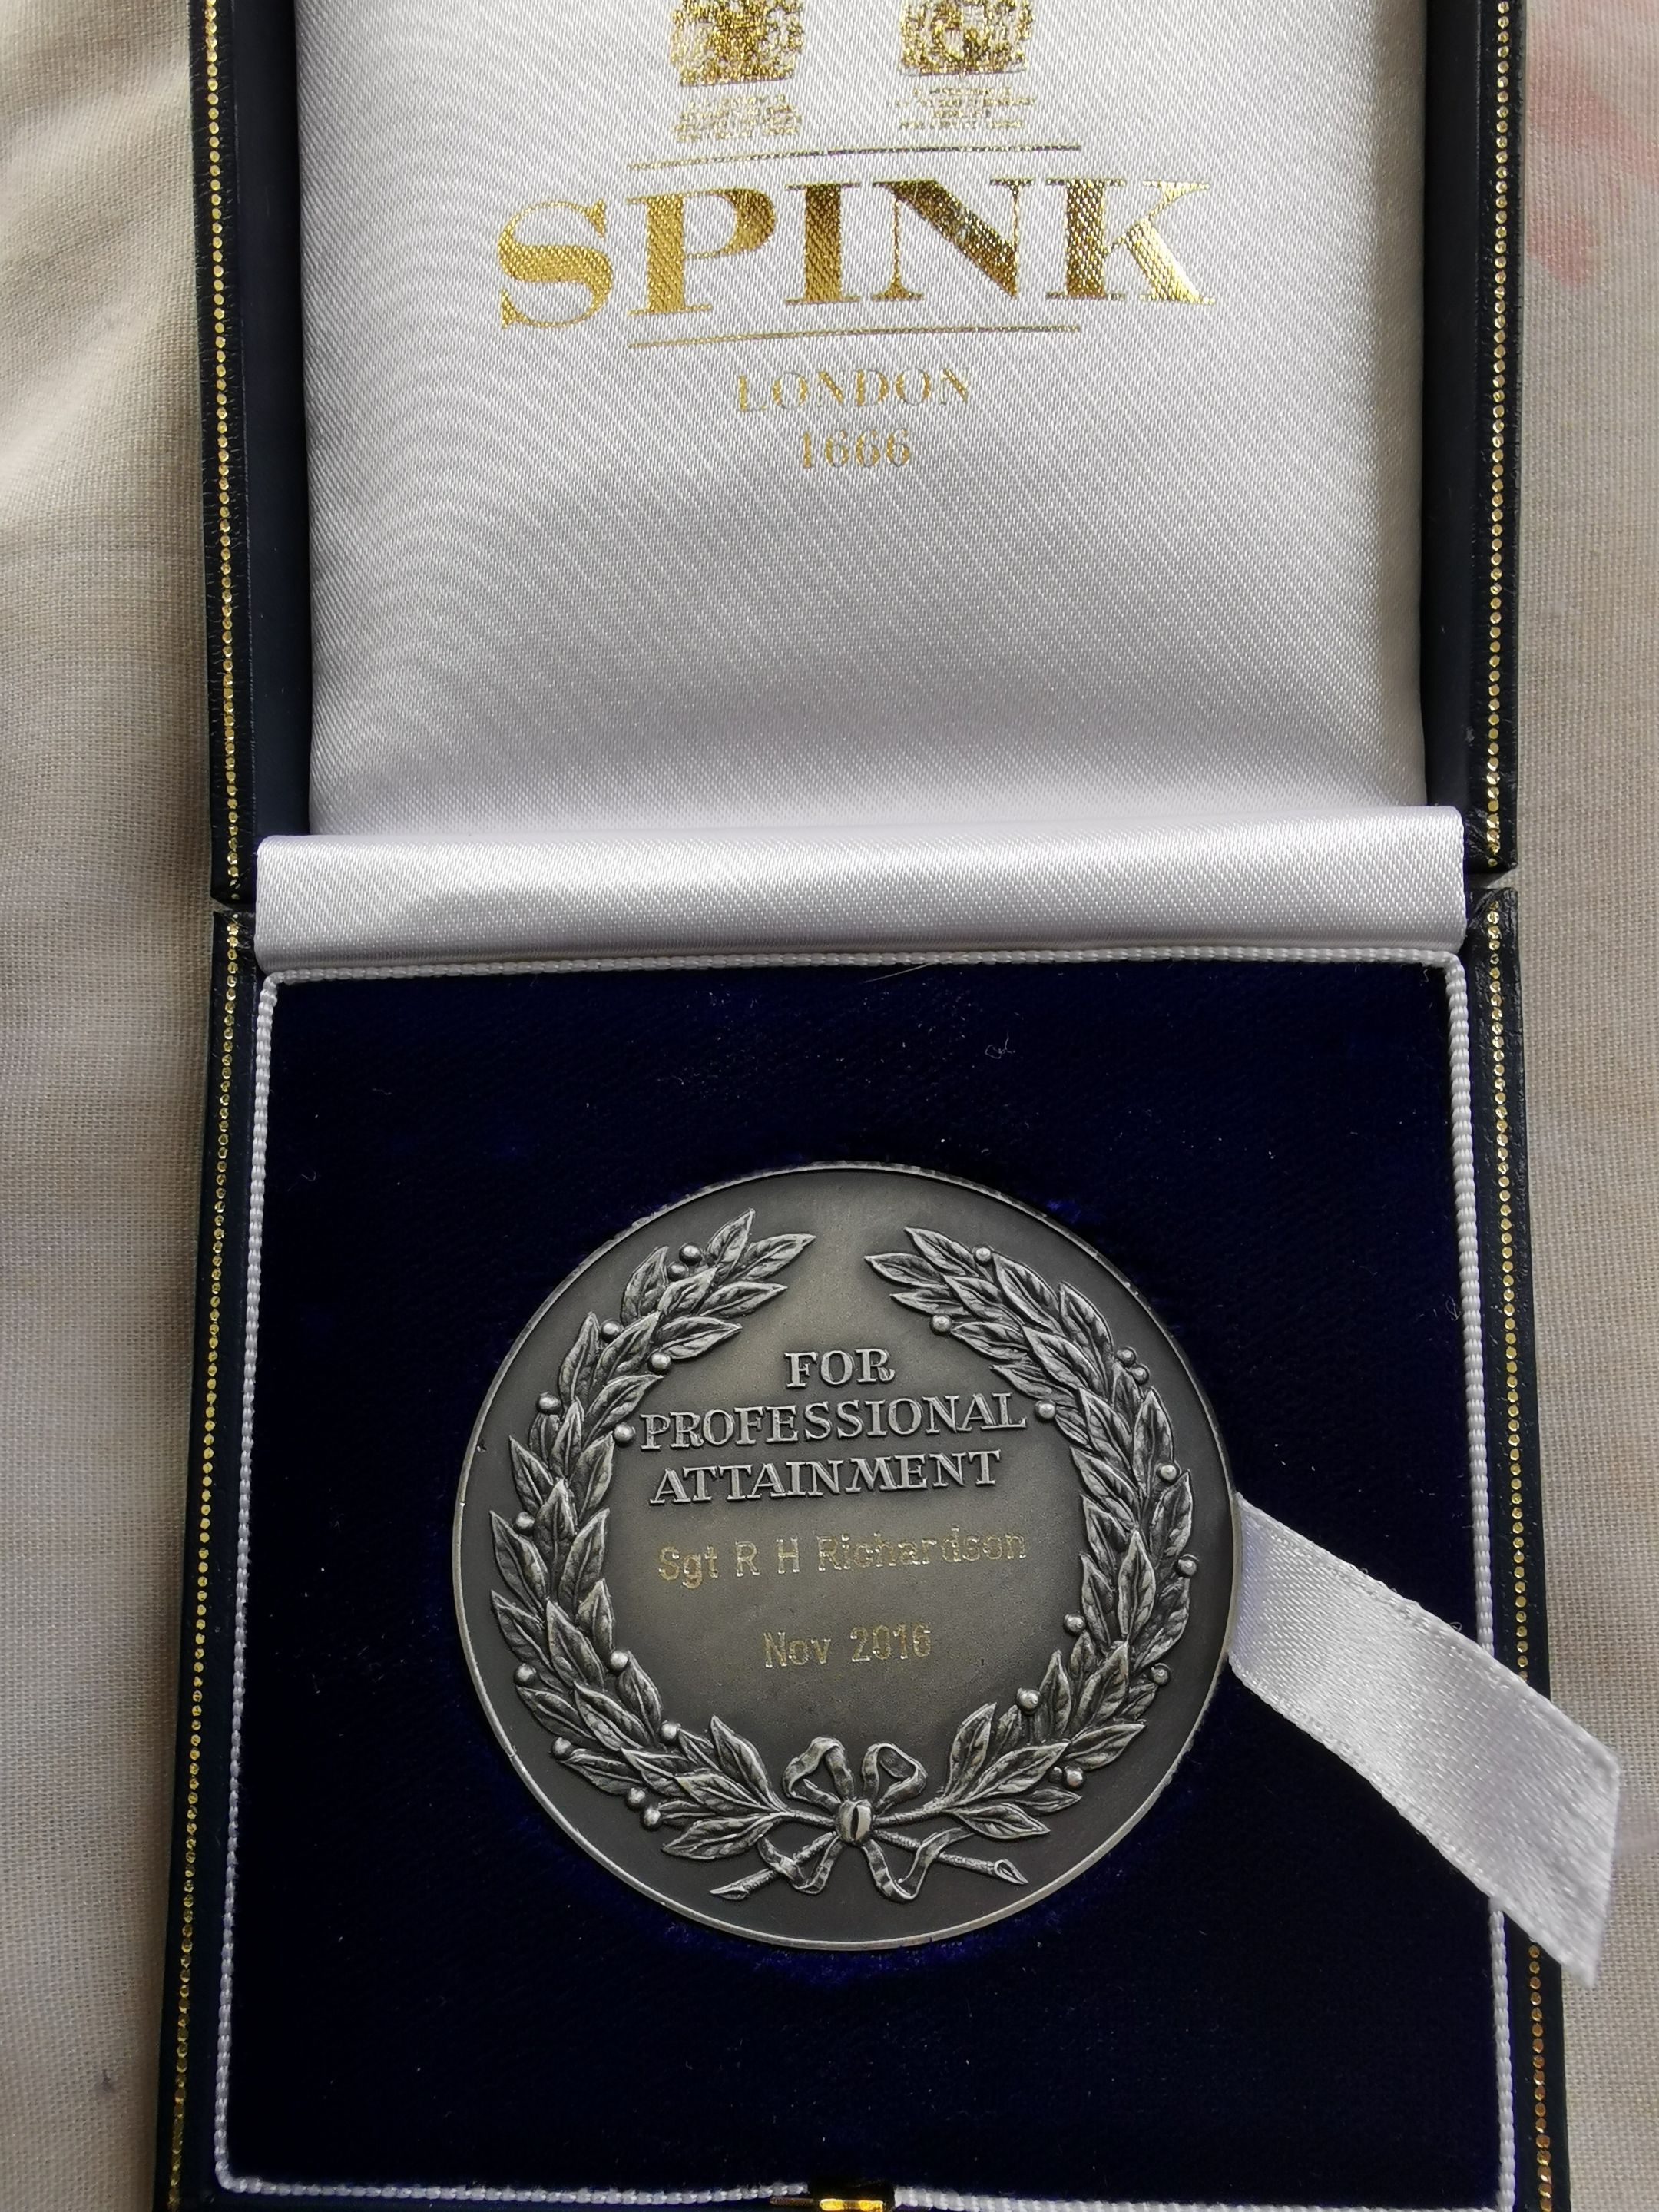 SPINK
LONDON
1666
FOR
PROFESSIONAL
ATTAINMENT
Sgt R H Richardson
Nov 2016